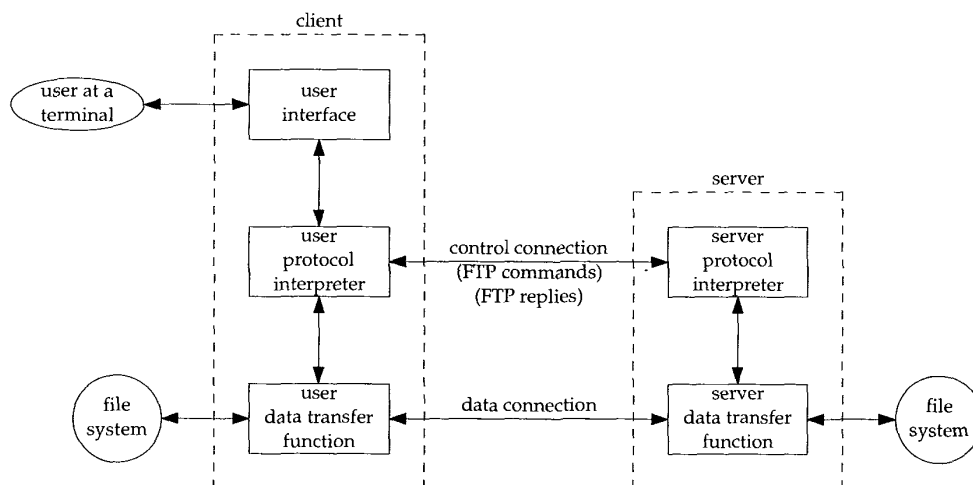 client
user at a
terminal
user
interface
server
user
protocol
interpreter
control connection
(FTP commands)
(FTP replies)
server
protocol
interpreter
file
system
user
data transfer
function
data connection
server
data transfer
function
file
system